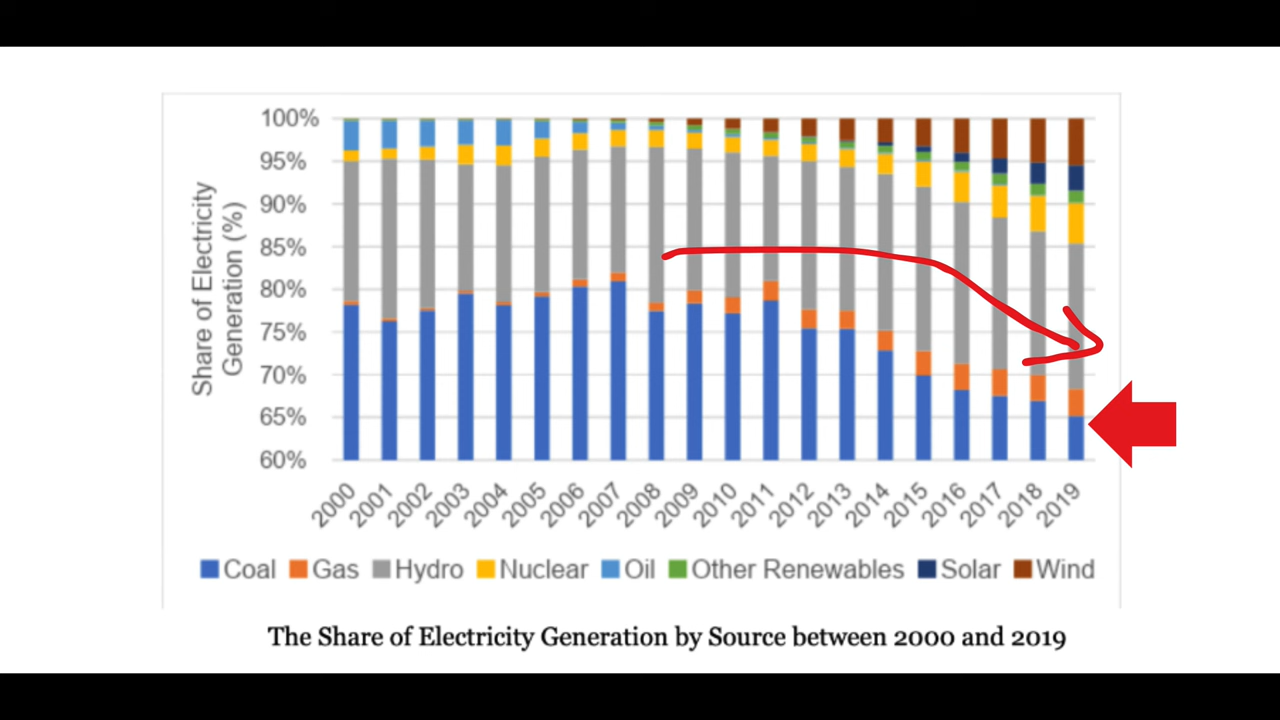 100%
95%
90%
85%
80%
75%
70%
65%
60%
Share of Electricity
Generation (%)
2000 2001 2002 2003 2004 2005 2006 2007 2008 2009 2010 2011 2012 2013 2014 2015 2016 2017 2018 2019
Coal Gas Hydro Nuclear Oil Other Renewables Solar Wind
The Share of Electricity Generation by Source between 2000 and 2019